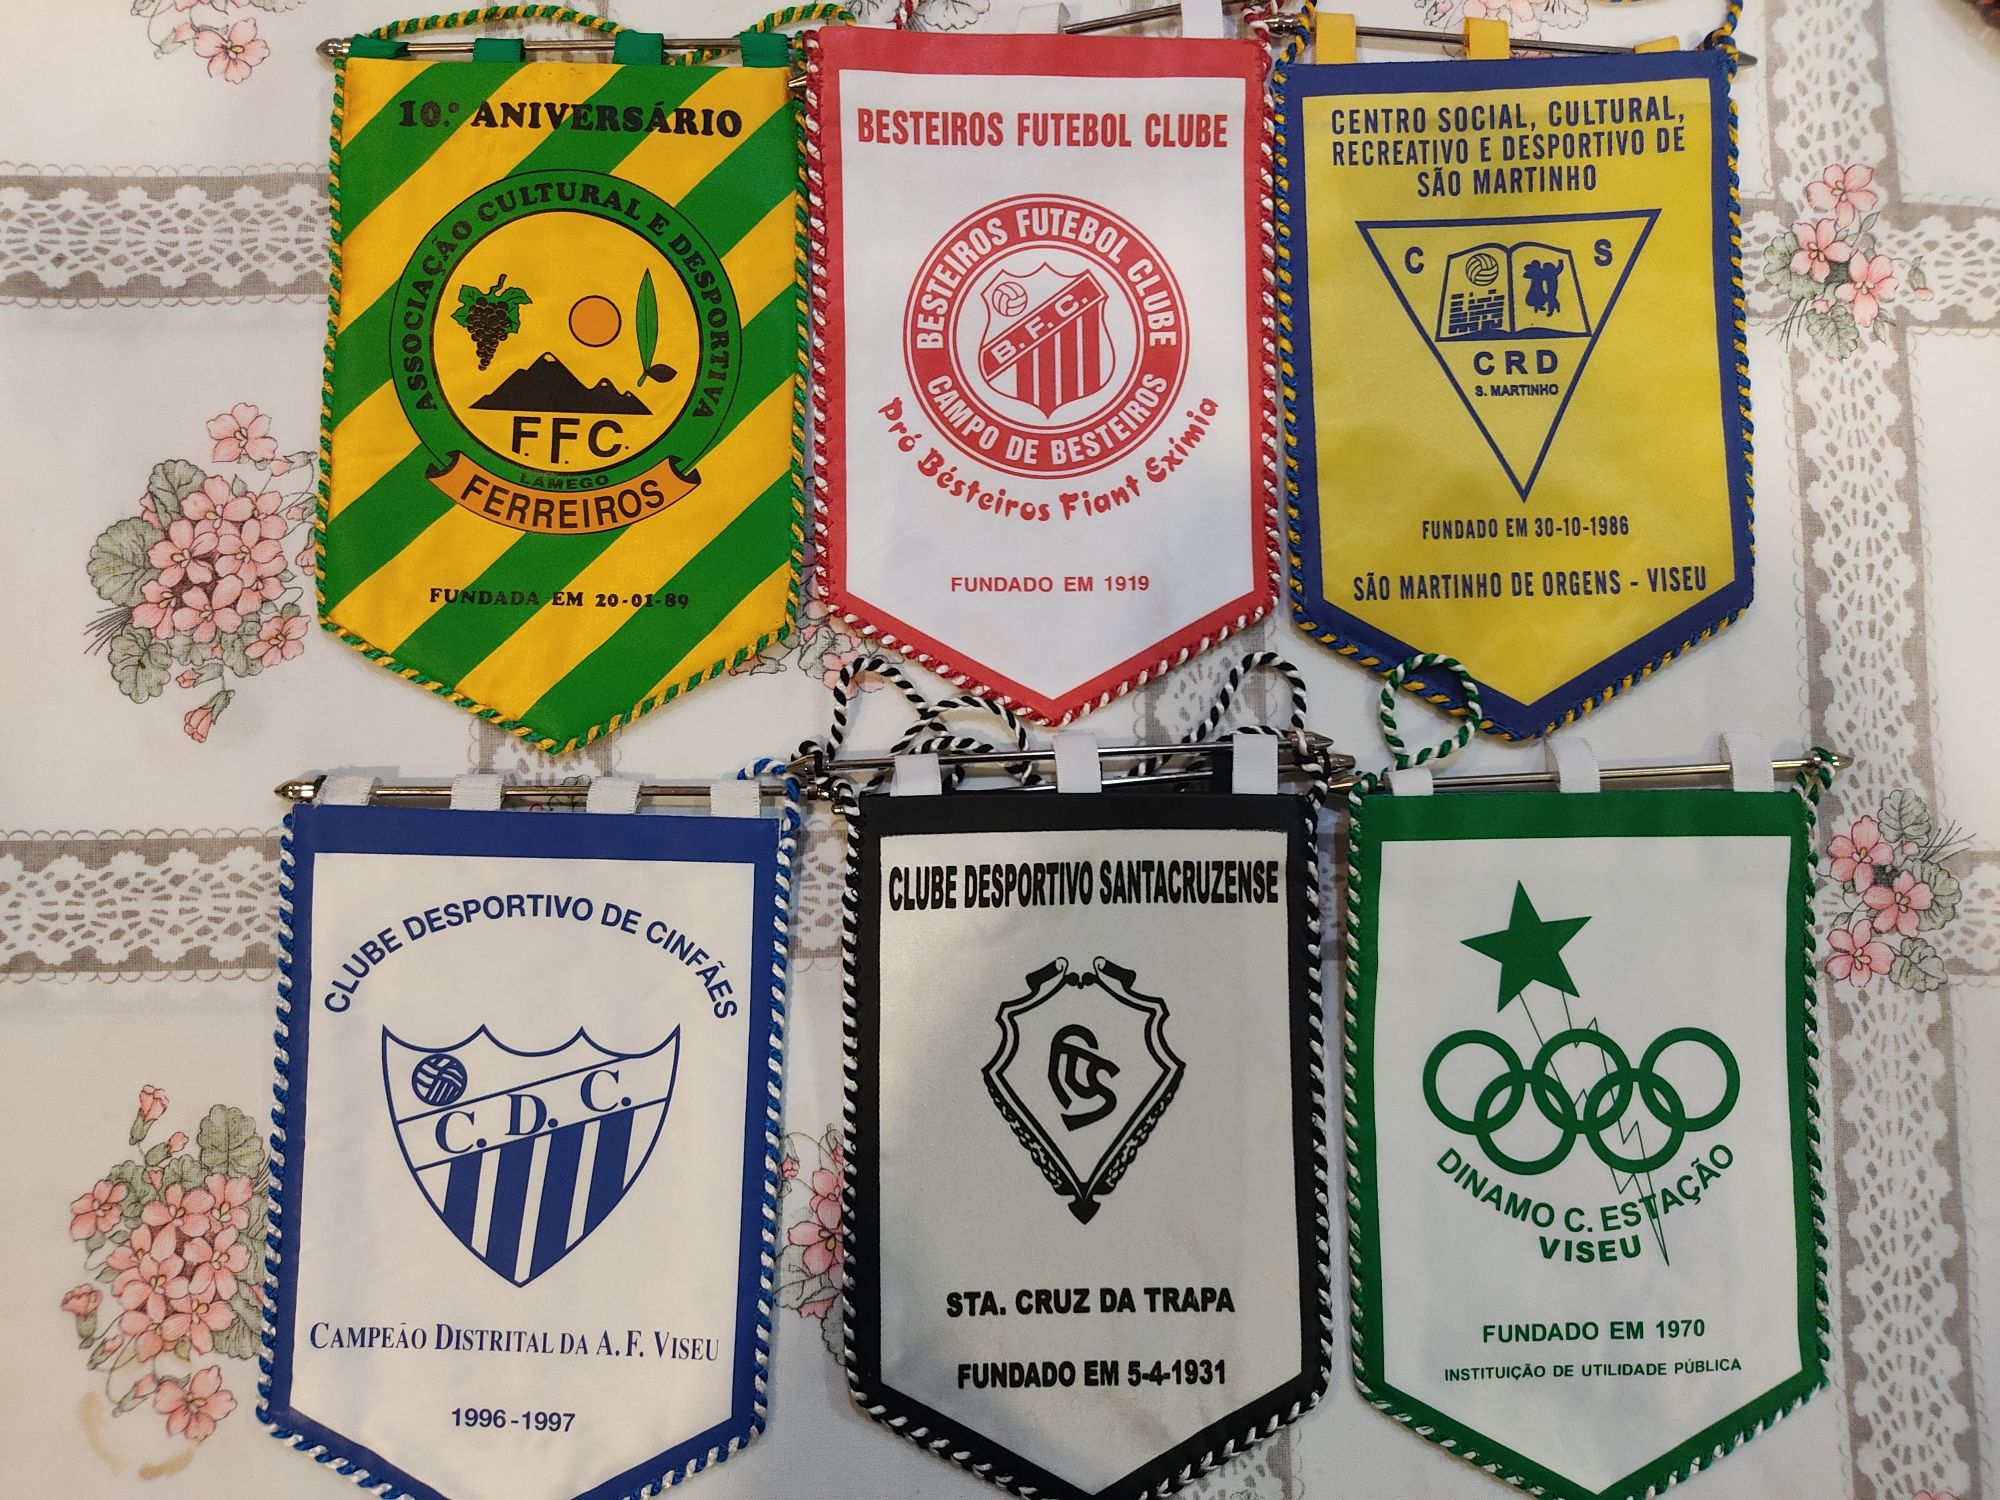 10.º ANIVERSÁRIO
ASSOCIAÇÃO CULTURAL E DESPORTIVA
F.F.C.
LAMEGO
FERREIROS
FUNDADA EM 20-01-89
BESTEIROS FUTEBOL CLUBE
BESTEIROS FUTEBOL CLUBE
B.F.C.
CAMPO DE BESTEIROS
Pró Bésteiros Fiant Exímia
FUNDADO EM 1919
CENTRO SOCIAL, CULTURAL,
RECREATIVO E DESPORTIVO DE
SÃO MARTINHO
C S
CRD
S. MARTINHO
FUNDADO EM 30-10-1986
SÃO MARTINHO DE ORGENS - VISEU
CLUBE DESPORTIVO DE CINFÃES
C. D. C.
CAMPEÃO DISTRITAL DA A. F. VISEU
1996-1997
CLUBE DESPORTIVO SANTACRUZENSE
CDS
STA. CRUZ DA TRAPA
FUNDADO EM 5-4-1931
DINAMO C. ESTAÇÃO
VISEU
FUNDADO EM 1970
INSTITUIÇÃO DE UTILIDADE PÚBLICA